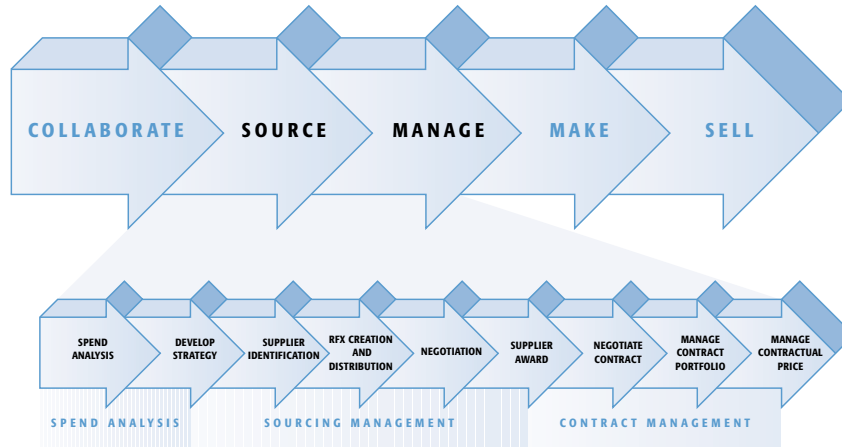 COLLABORATE SOURCE MANAGE MAKE SELL
SPEND
ANALYSIS
DEVELOP
STRATEGY
SUPPLIER
IDENTIFICATION
RFX CREATION
AND
DISTRIBUTION
NEGOTIATION
SUPPLIER
AWARD
NEGOTIATE
CONTRACT
MANAGE
CONTRACT
PORTFOLIO
MANAGE
CONTRACTUAL
PRICE
SPEND ANALYSIS SOURCING MANAGEMENT CONTRACT MANAGEMENT